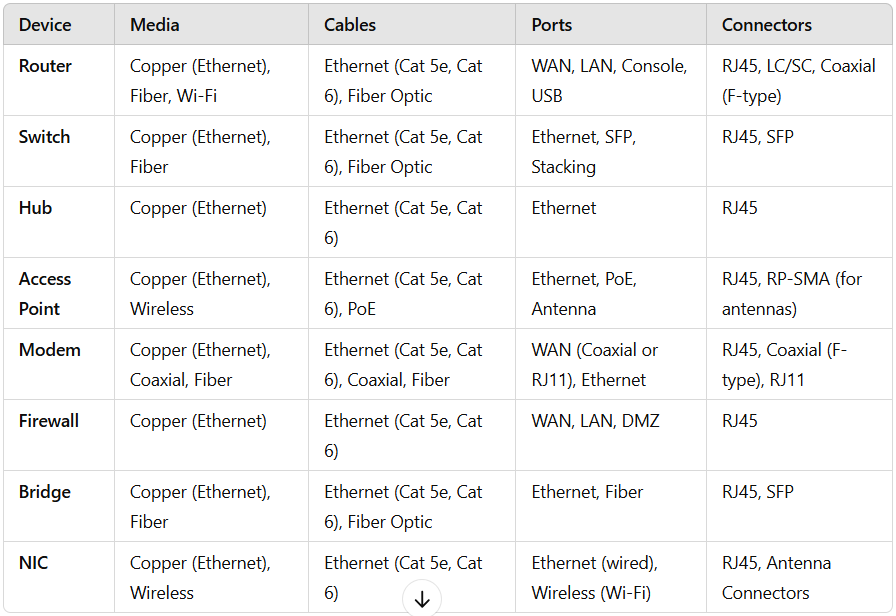 Device Media Cables Ports Connectors
Router Copper (Ethernet), Ethernet (Cat 5e, Cat WAN, LAN, Console, RJ45, LC/SC, Coaxial
Fiber, Wi-Fi 6), Fiber Optic USB (F-type)
Switch Copper (Ethernet), Ethernet (Cat 5e, Cat Ethernet, SFP, RJ45, SFP
Fiber 6), Fiber Optic Stacking
Hub Copper (Ethernet) Ethernet (Cat 5e, Cat Ethernet RJ45
6)
Access Copper (Ethernet), Ethernet (Cat 5e, Cat Ethernet, PoE, RJ45, RP-SMA (for
Point Wireless 6), PoE Antenna antennas)
Modem Copper (Ethernet), Ethernet (Cat 5e, Cat WAN (Coaxial or RJ45, Coaxial (F-
Coaxial, Fiber 6), Coaxial, Fiber RJ11), Ethernet type), RJ11
Firewall Copper (Ethernet) Ethernet (Cat 5e, Cat WAN, LAN, DMZ RJ45
6)
Bridge Copper (Ethernet), Ethernet (Cat 5e, Cat Ethernet, Fiber RJ45, SFP
Fiber 6), Fiber Optic
NIC Copper (Ethernet), Ethernet (Cat 5e, Cat Ethernet (wired), RJ45, Antenna
Wireless 6) Wireless (Wi-Fi) Connectors